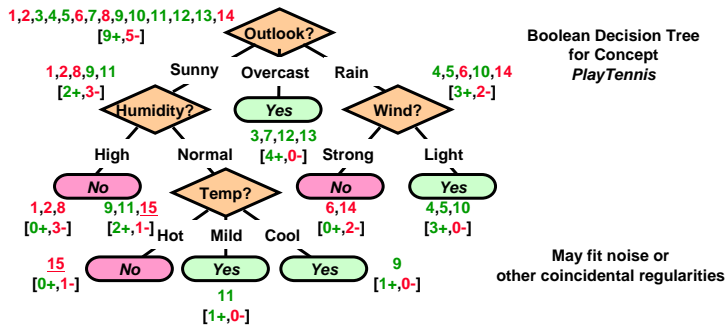 1,2,3,4,5,6,7,8,9,10,11,12,13,14
[9+,5-]
Outlook?
Boolean Decision Tree
for Concept
PlayTennis
Sunny Overcast Rain
1,2,8,9,11
[2+,3-]
4,5,6,10,14
[3+,2-]
Humidity?
Yes
Wind?
3,7,12,13
[4+,0-]
High Normal Strong Light
No
Temp?
No
Yes
1,2,8
[0+,3-]
9,11,15
[2+,1-]
6,14
[0+,2-]
4,5,10
[3+,0-]
Hot Mild Cool
15
[0+,1-]
No
Yes
Yes
9
[1+,0-]
11
[1+,0-]
May fit noise or
other coincidental regularities